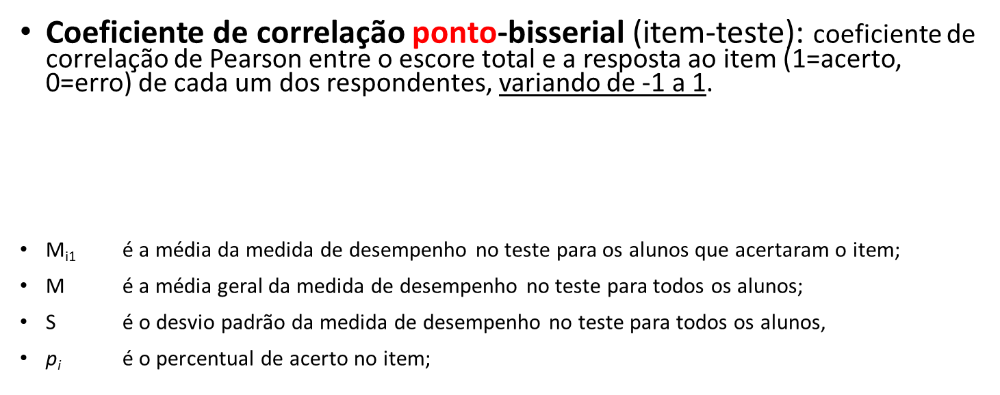 • Coeficiente de correlação ponto-bisserial (item-teste): coeficiente de
correlação de Pearson entre o escore total e a resposta ao item (1=acerto,
0=erro) de cada um dos respondentes, variando de -1 a 1.
• Mi1 é a média da medida de desempenho no teste para os alunos que acertaram o item;
• M é a média geral da medida de desempenho no teste para todos os alunos;
• S é o desvio padrão da medida de desempenho no teste para todos os alunos,
• pi é o percentual de acerto no item;